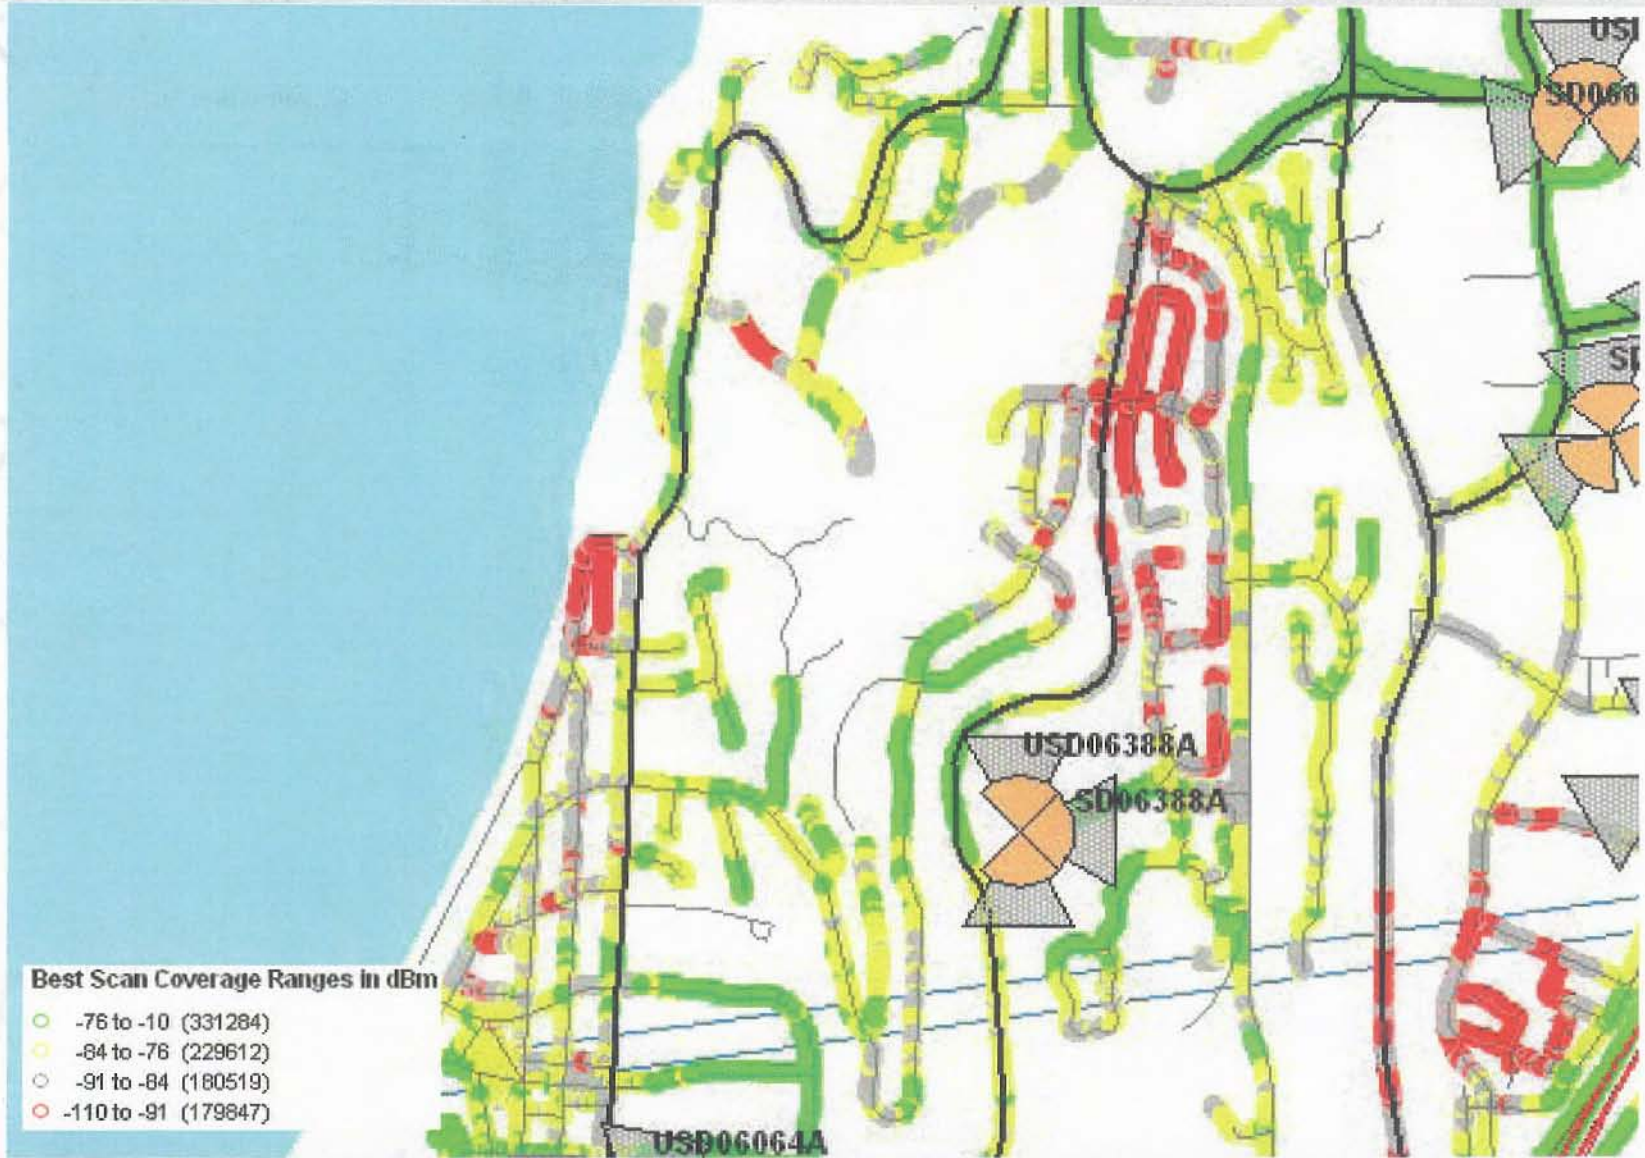 USD06388A
SD06388A
Best Scan Coverage Ranges in dBm
-76 to -10 (331284)
-84 to -76 (229612)
-91 to -84 (180519)
-110 to -91 (179847)
USD06064A